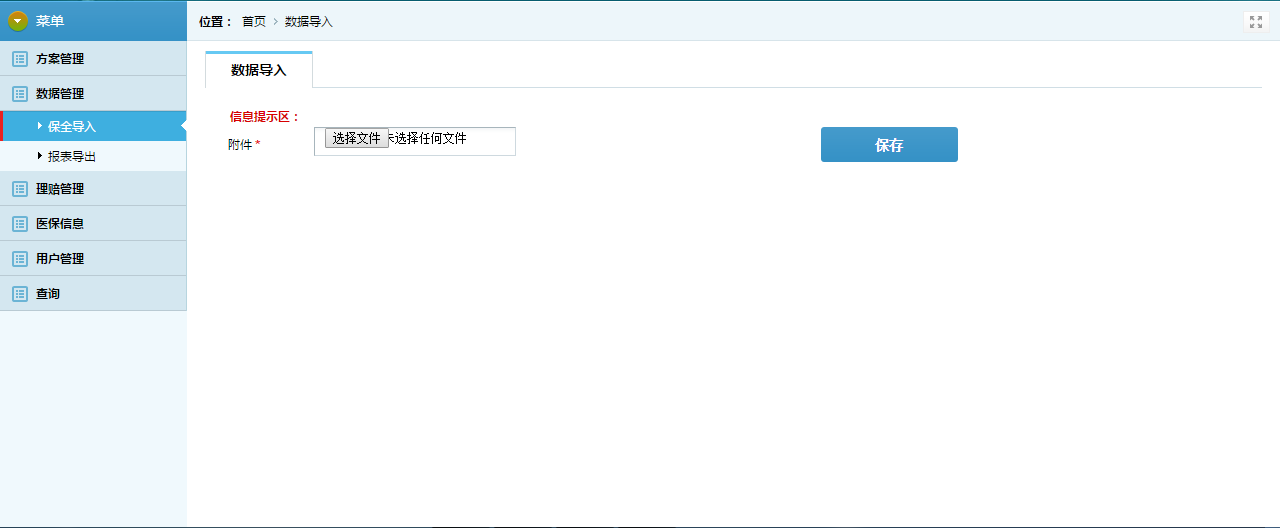 菜单
位置： 首页 › 数据导入
方案管理
数据管理
保全导入
报表导出
理赔管理
医保信息
用户管理
查询
数据导入
信息提示区：
附件 * 选择文件 未选择任何文件
保存